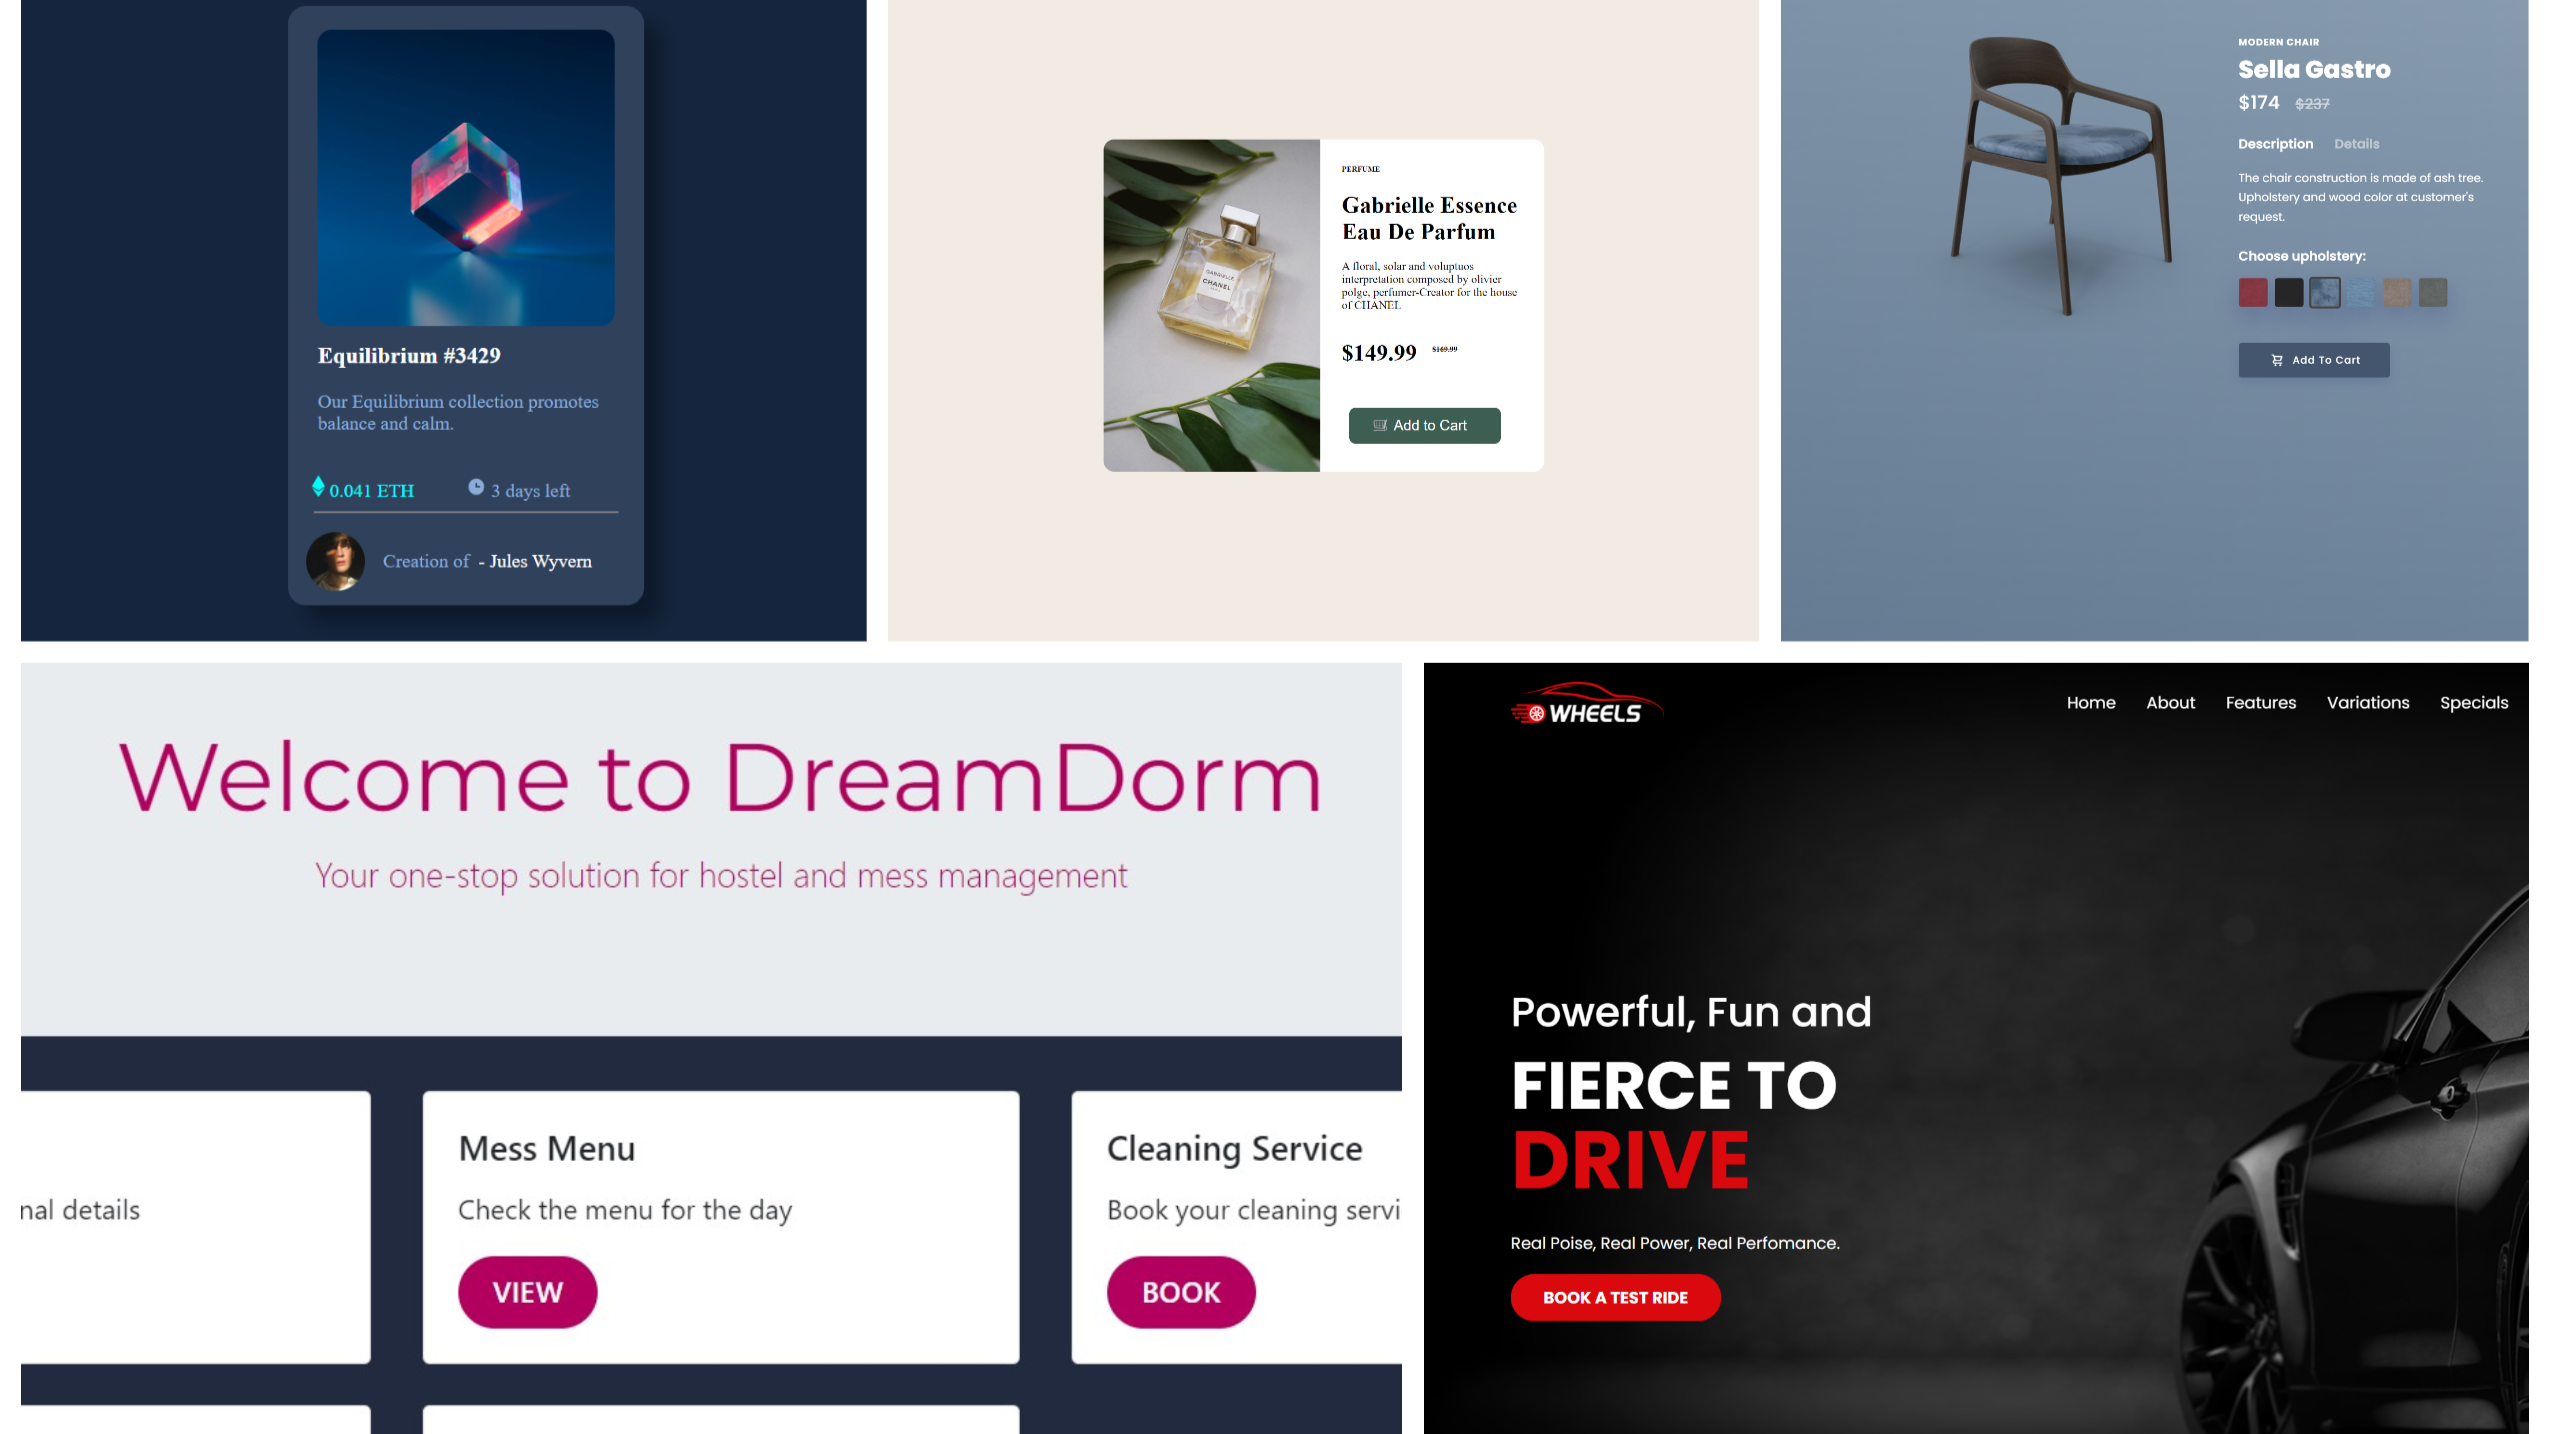 Equilibrium #3429
Our Equilibrium collection promotes
balance and calm.
0.041 ETH
3 days left
Creation of - Jules Wyvern
GABRIELLE
CHANEL
PARIS
PERFUME
Gabrielle Essence
Eau De Parfum
A floral, solar and voluptuos
interpretation composed by olivier
polge, perfumer-Creator for the house
of CHANEL
$149.99 $169.99
Add to Cart
MODERN CHAIR
Sella Gastro
$174 $237
Description Details
The chair construction is made of ash tree.
Upholstery and wood color at customer's
request.
Choose upholstery:
Add To Cart
Welcome to DreamDorm
Your one-stop solution for hostel and mess management
nal details
Mess Menu
Check the menu for the day
VIEW
Cleaning Service
Book your cleaning servi
BOOK
WHEELS
Home About Features Variations Specials
Powerful, Fun and
FIERCE TO
DRIVE
Real Poise, Real Power, Real Perfomance.
BOOK A TEST RIDE